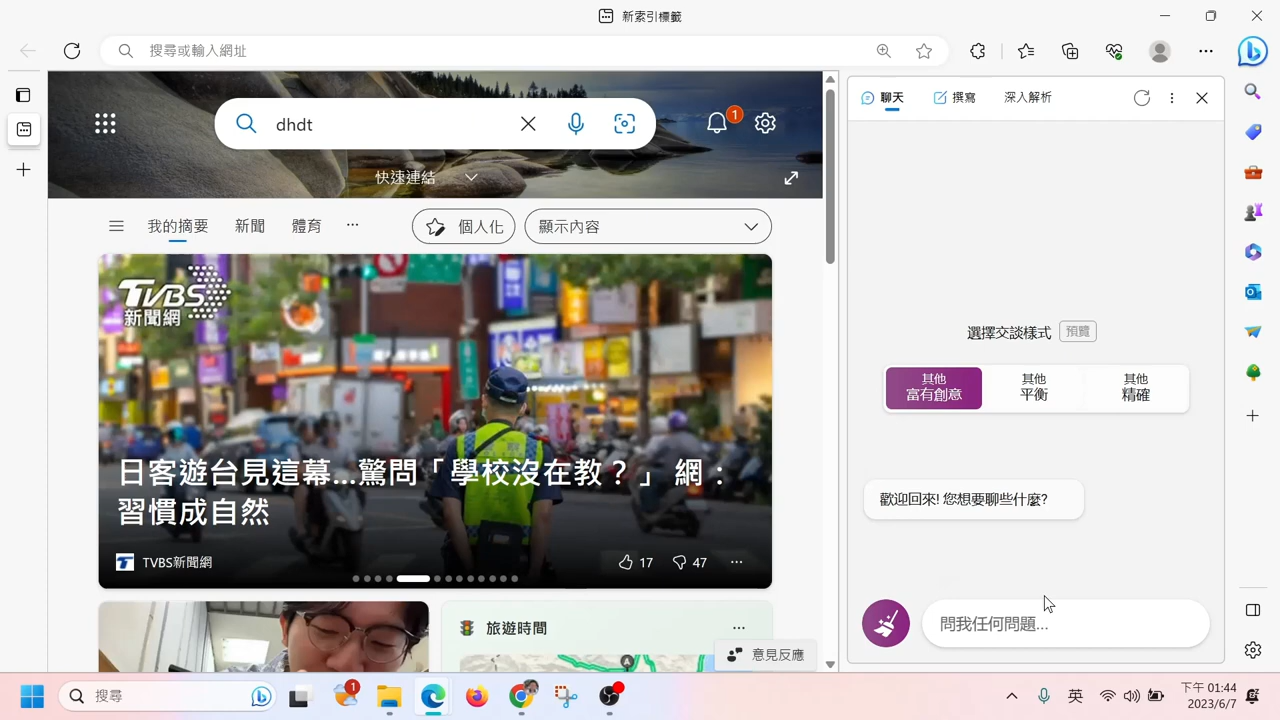 新索引標籤
搜尋或輸入網址
dhdt
1
快速連結
我的摘要
新聞
體育
個人化
顯示內容
TVBS
新聞網
日客遊台見這幕...驚問「學校沒在教？」 網：
習慣成自然
TVBS新聞網
17
47
旅遊時間
A
意見反應
聊天
撰寫
深入解析
選擇交談樣式
預覽
其他
富有創意
其他
平衡
其他
精確
歡迎回來! 您想要聊些什麼?
問我任何問題...
搜尋
1
英
下午 01:44
2023/6/7